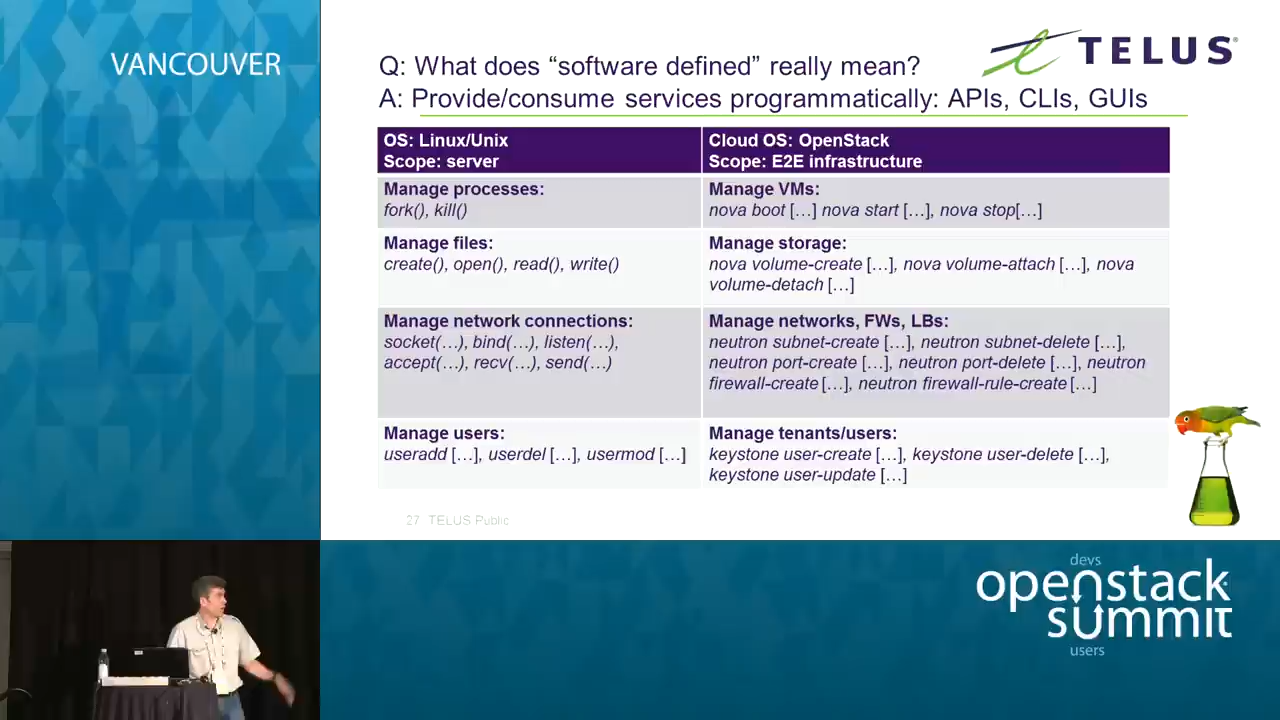 VANCOUVER
TELUS
Q: What does “software defined” really mean?
A: Provide/consume services programmatically: APIs, CLIs, GUIs
OS: Linux/Unix
Scope: server
Cloud OS: OpenStack
Scope: E2E infrastructure
Manage processes:
fork(), kill()
Manage VMs:
nova boot […] nova start […], nova stop[…]
Manage files:
create(), open(), read(), write()
Manage storage:
nova volume-create […], nova volume-attach […], nova
volume-detach […]
Manage network connections:
socket(…), bind(…), listen(…),
accept(…), recv(…), send(…)
Manage networks, FWs, LBs:
neutron subnet-create […], neutron subnet-delete […],
neutron port-create […], neutron port-delete […], neutron
firewall-create […], neutron firewall-rule-create […]
Manage users:
useradd […], userdel […], usermod […]
Manage tenants/users:
keystone user-create […], keystone user-delete […],
keystone user-update […]
27 TELUS Public
devs
openstack
summit
users